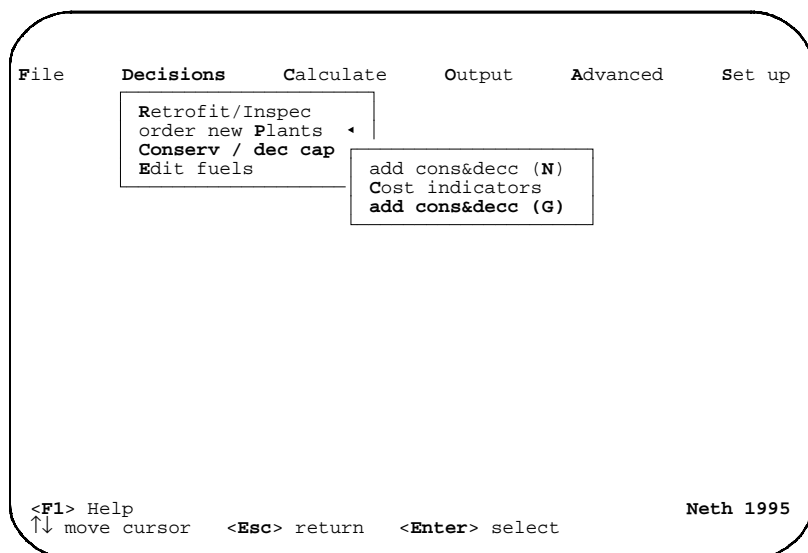 File Decisions Calculate Output Advanced Set up
Retrofit/Inspec
order new Plants ◂
Conserv / dec cap
Edit fuels
add cons&decc (N)
Cost indicators
add cons&decc (G)
<F1> Help Neth 1995
↑↓ move cursor <Esc> return <Enter> select